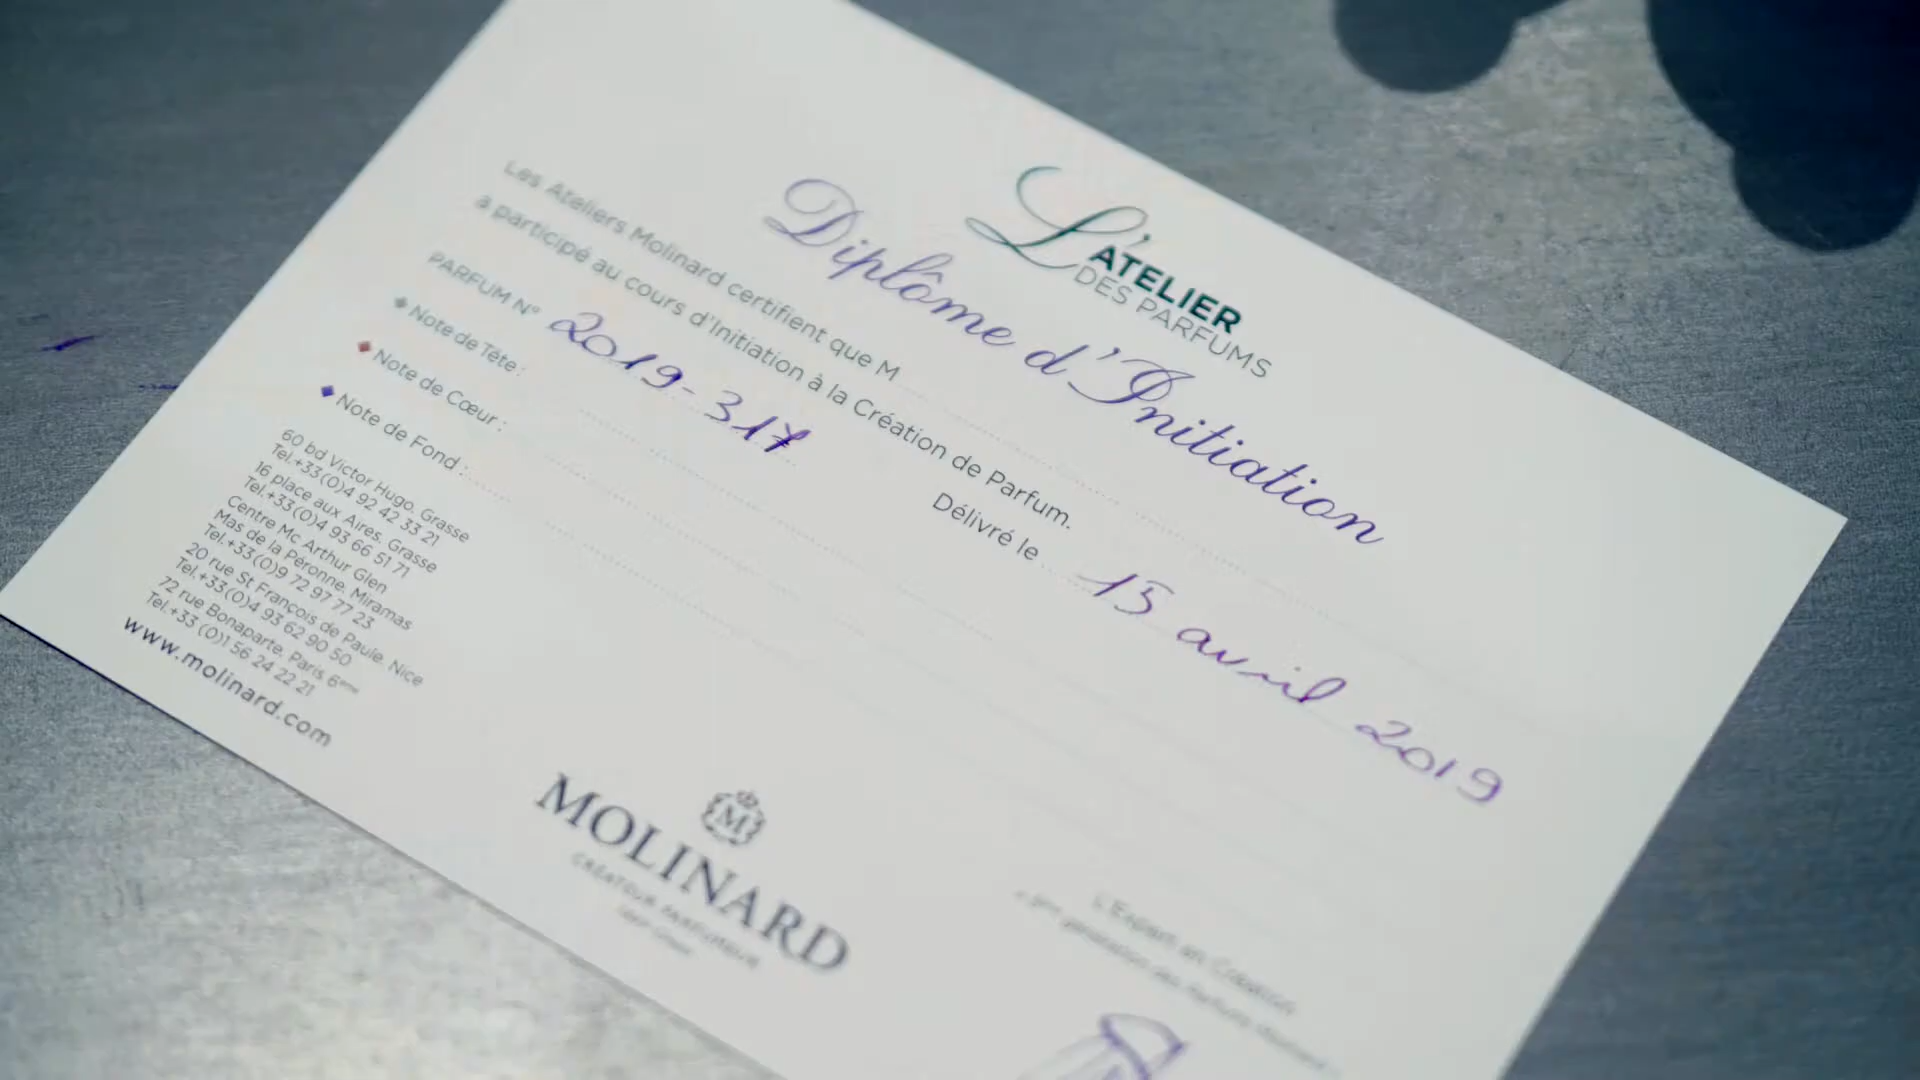 L'ATELIER
DES PARFUMS
Diplôme d'Initiation
Les Ateliers Molinard certifient que M
a participé au cours d'Initiation à la Création de Parfum.
PARFUM N° 2019-317
Délivré le 15 avril 2019
Note de Tête :
Note de Cœur :
Note de Fond :
60 bd Victor Hugo. Grasse
Tel.+33(0)4 92 42 33 21
16 place aux Aires. Grasse
Tel.+33(0)4 93 66 51 71
Centre Mc Arthur Glen
Mas de la Péronne. Miramas
Tel.+33(0)9 72 97 77 23
20 rue St François de Paule. Nice
Tel.+33(0)4 93 62 90 50
72 rue Bonaparte. Paris 6ème
Tel.+33 (0)1 56 24 22 21
www.molinard.com
M
MOLINARD
CRÉATEUR PARFUMEUR
L'Expert en Création